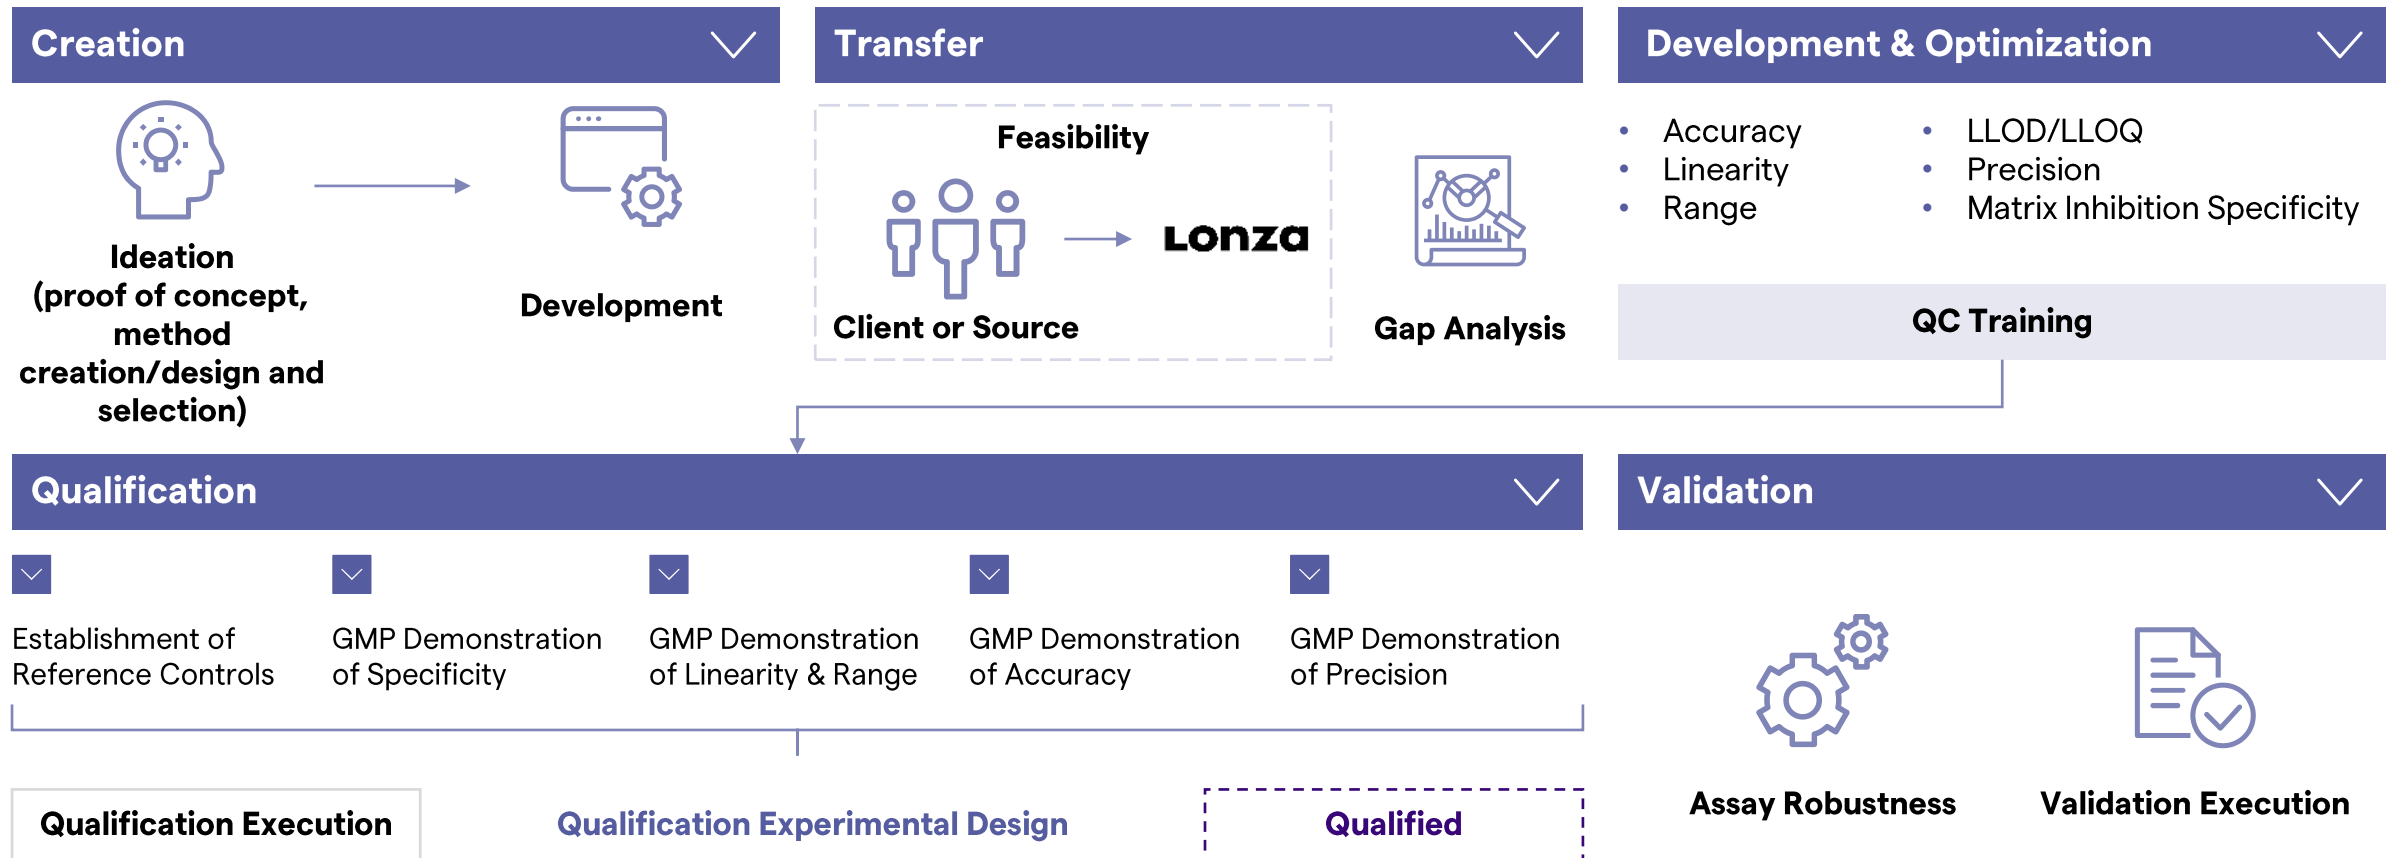 Creation
Ideation
(proof of concept,
method
creation/design and
selection)
Development
Transfer
Feasibility
Client or Source
Lonza
Gap Analysis
Development & Optimization
• Accuracy
• Linearity
• Range
• LLOD/LLOQ
• Precision
• Matrix Inhibition Specificity
QC Training
Qualification
Establishment of
Reference Controls
GMP Demonstration
of Specificity
GMP Demonstration
of Linearity & Range
GMP Demonstration
of Accuracy
GMP Demonstration
of Precision
Qualification Execution
Qualification Experimental Design
Qualified
Validation
Assay Robustness
Validation Execution